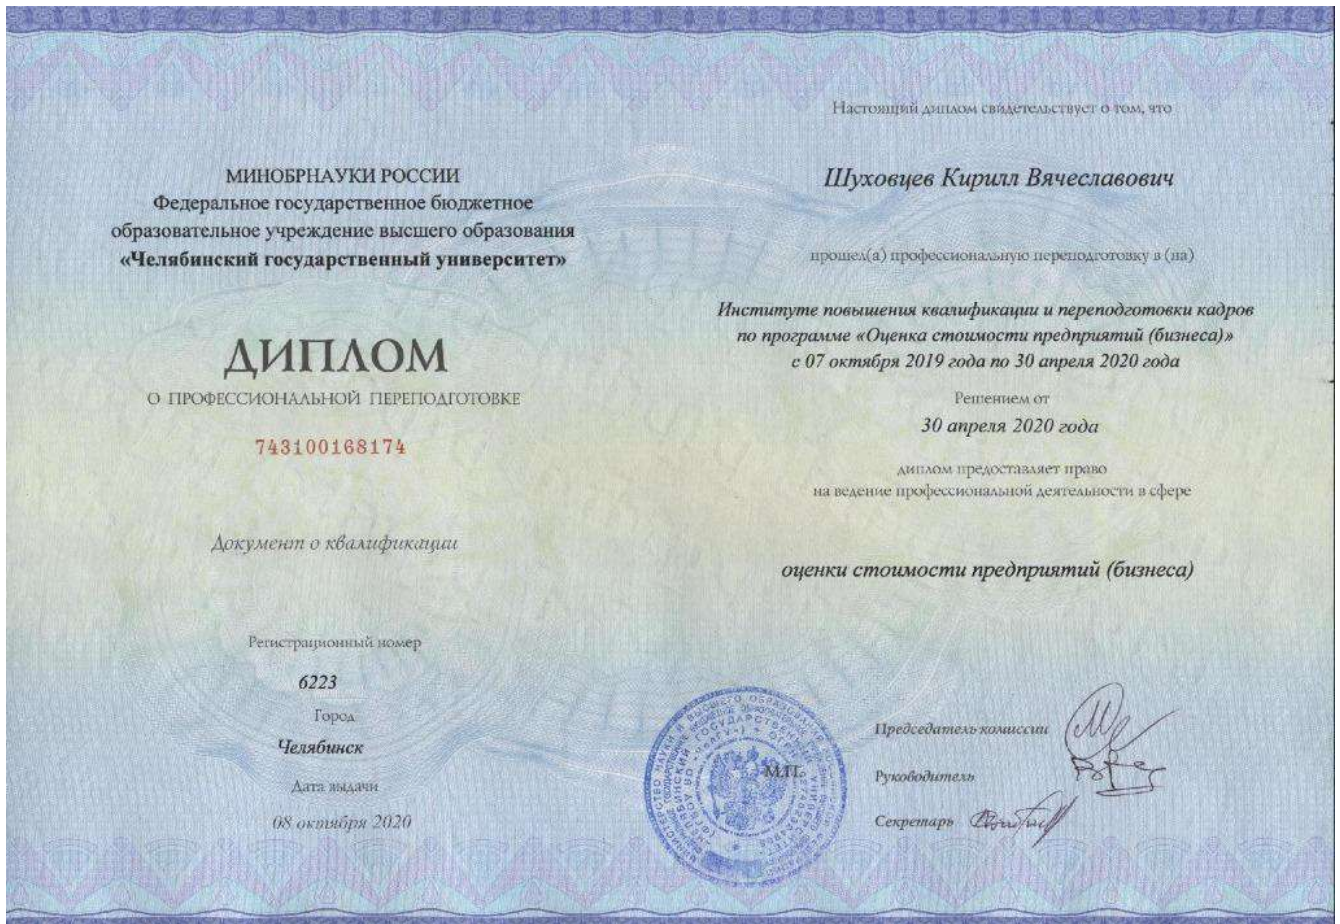 МИНОБРНАУКИ РОССИИ
Федеральное государственное бюджетное
образовательное учреждение высшего образования
«Челябинский государственный университет»
ДИПЛОМ
О ПРОФЕССИОНАЛЬНОЙ ПЕРЕПОДГОТОВКЕ
743100168174
Документ о квалификации
Регистрационный номер
6223
Город
Челябинск
Дата выдачи
08 октября 2020
Настоящий диплом свидетельствует о том, что
Шуховцев Кирилл Вячеславович
прошел(а) профессиональную переподготовку в (на)
Институте повышения квалификации и переподготовки кадров
по программе «Оценка стоимости предприятий (бизнеса)»
с 07 октября 2019 года по 30 апреля 2020 года
Решением от
30 апреля 2020 года
диплом предоставляет право
на ведение профессиональной деятельности в сфере
оценки стоимости предприятий (бизнеса)
М.П.
Председатель комиссии
Руководитель
Секретарь